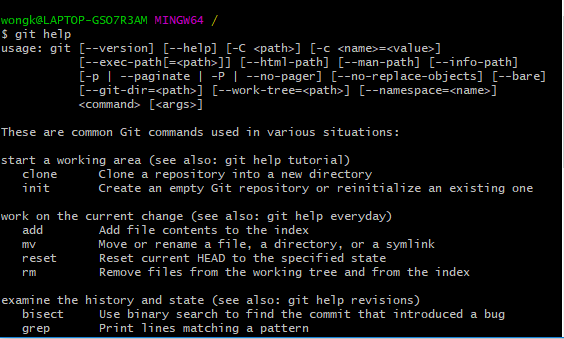 wongk@LAPTOP-GSO7R3AM MINGW64 /
$ git help
usage: git [--version] [--help] [-C <path>] [-c <name>=<value>]
           [--exec-path[=<path>]] [--html-path] [--man-path] [--info-path]
           [-p | --paginate | -P | --no-pager] [--no-replace-objects] [--bare]
           [--git-dir=<path>] [--work-tree=<path>] [--namespace=<name>]
           <command> [<args>]

These are common Git commands used in various situations:

start a working area (see also: git help tutorial)
   clone      Clone a repository into a new directory
   init       Create an empty Git repository or reinitialize an existing one

work on the current change (see also: git help everyday)
   add        Add file contents to the index
   mv         Move or rename a file, a directory, or a symlink
   reset      Reset current HEAD to the specified state
   rm         Remove files from the working tree and from the index

examine the history and state (see also: git help revisions)
   bisect     Use binary search to find the commit that introduced a bug
   grep       Print lines matching a pattern